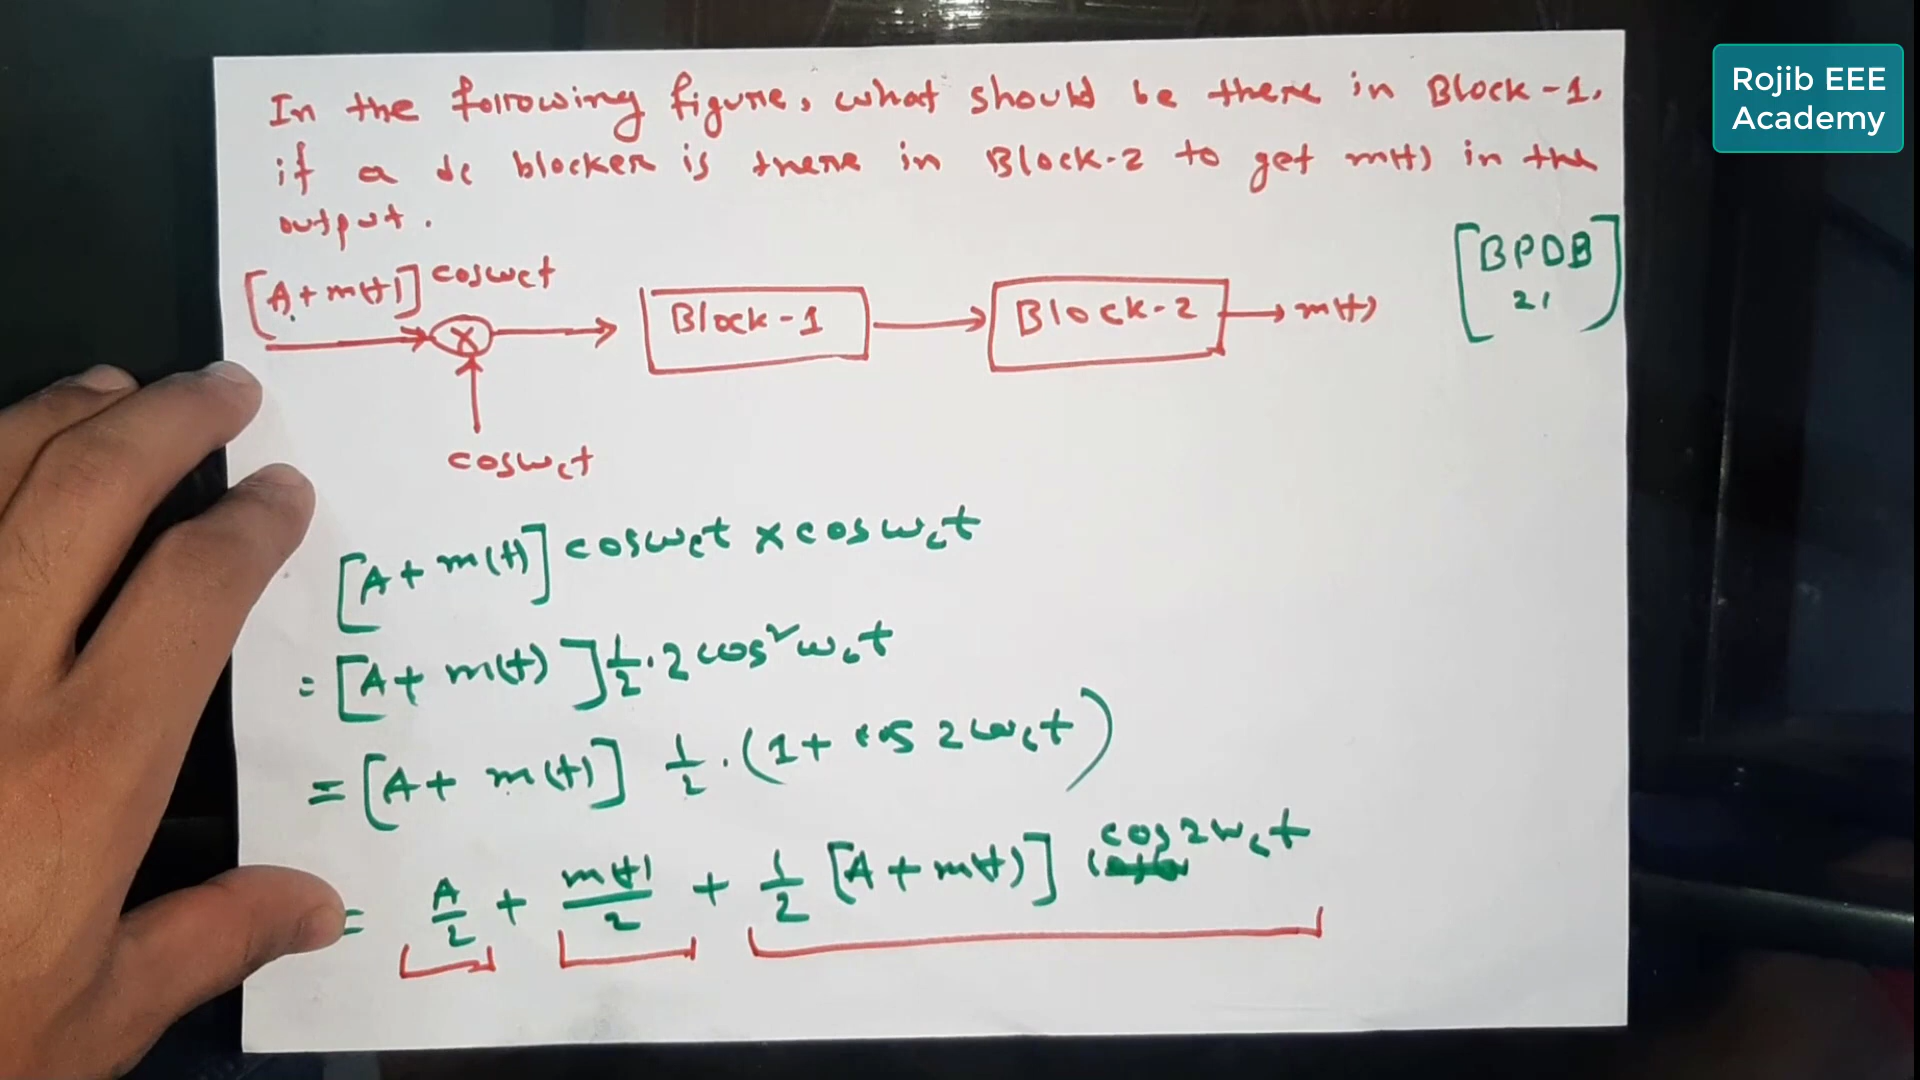 In the following figure, what should be there in Block-1.
if a dc blocker is there in Block-2 to get m(t) in the
output.
[BPDB
21]
[A+m(t)] cosωct
×
Block-1
Block-2
m(t)
cosωct
[A+m(t)] cosωct × cosωct
= [A+ m(t)] 1/2 . 2 cos²ωct
= [A+ m(t)] 1/2 . (1+ cos 2ωct)
= A/2 + m(t)/2 + 1/2 [A+m(t)] cos2ωct
Rojib EEE
Academy